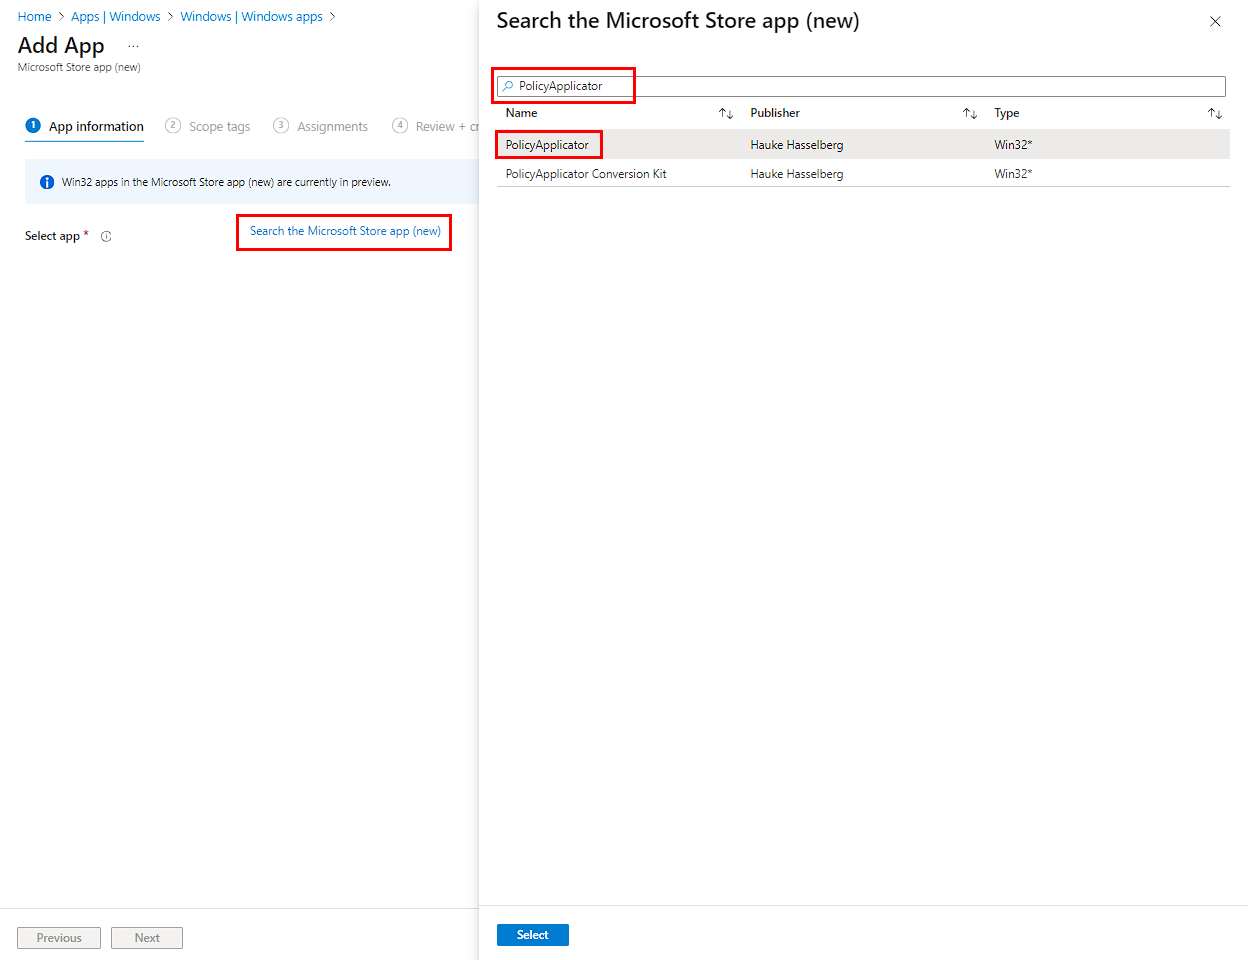 Home > Apps | Windows > Windows | Windows apps >
Add App ...
Microsoft Store app (new)
1 App information 2 Scope tags 3 Assignments 4 Review + cr
Win32 apps in the Microsoft Store app (new) are currently in preview.
Select app * Search the Microsoft Store app (new)
Previous Next
Search the Microsoft Store app (new)
PolicyApplicator
Name Publisher Type
PolicyApplicator Hauke Hasselberg Win32*
PolicyApplicator Conversion Kit Hauke Hasselberg Win32*
Select